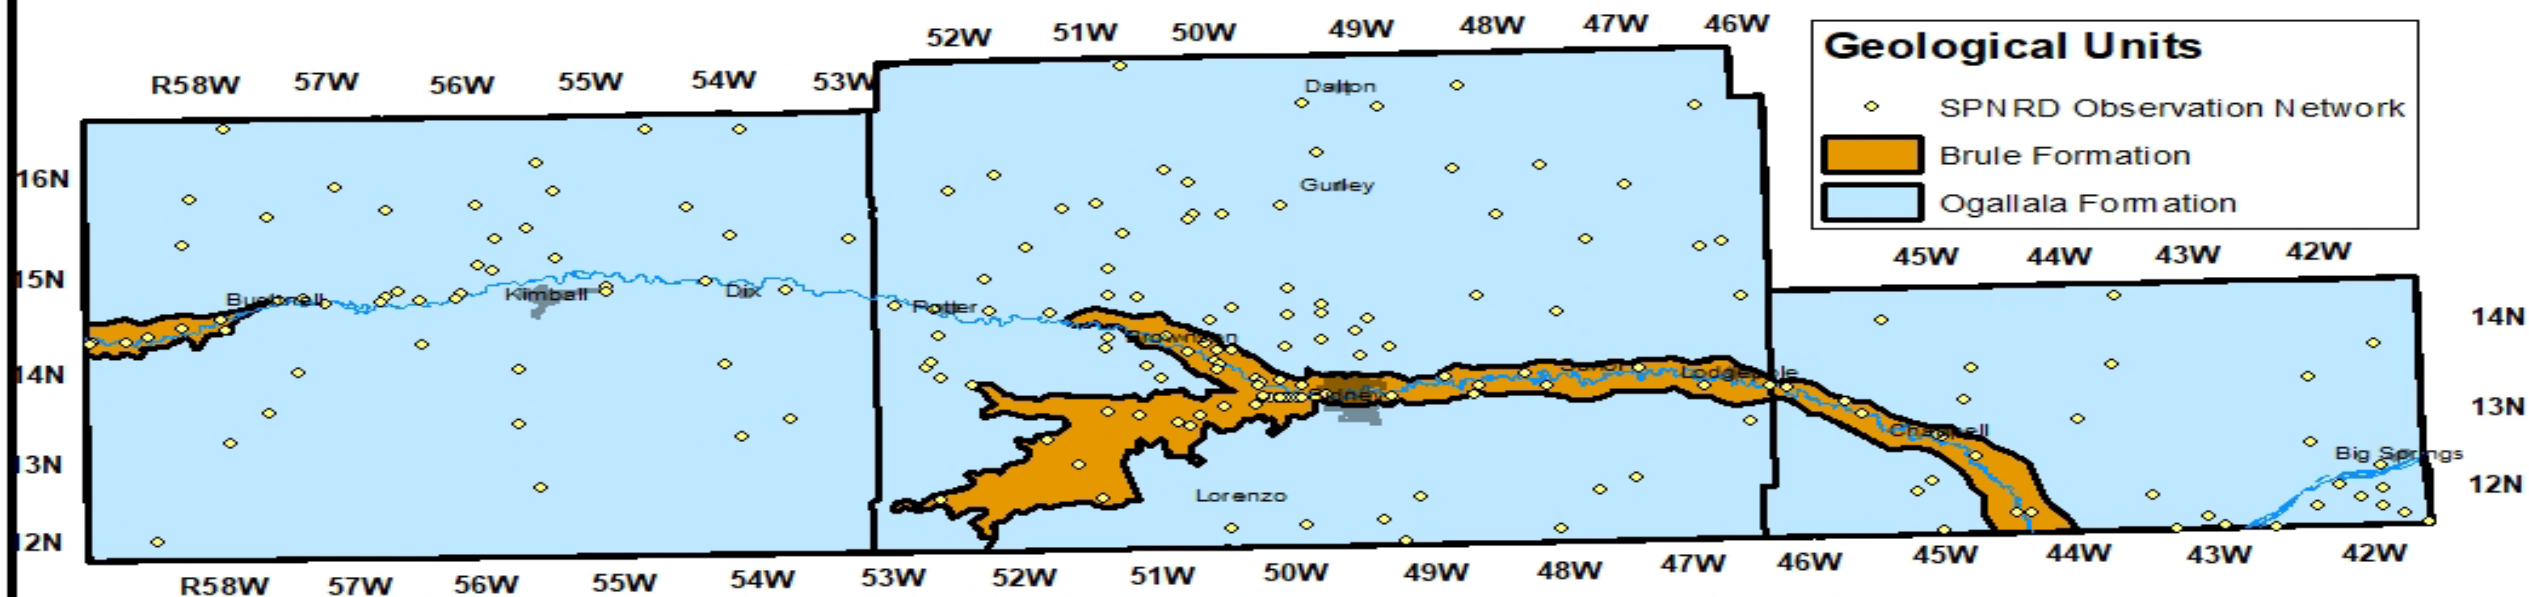 52W 51W 50W 49W 48W 47W 46W
R58W 57W 56W 55W 54W 53W
Geological Units
SPNRD Observation Network
Brule Formation
Ogallala Formation
Dalton
16N
Gurley
45W 44W 43W 42W
15N
Kimball
Dix
Potter
14N
14N
Lodgepole
Sidney
13N
Chappell
13N
Big Springs
12N
Lorenzo
12N
R58W 57W 56W 55W 54W 53W 52W 51W 50W 49W 48W 47W 46W 45W 44W 43W 42W